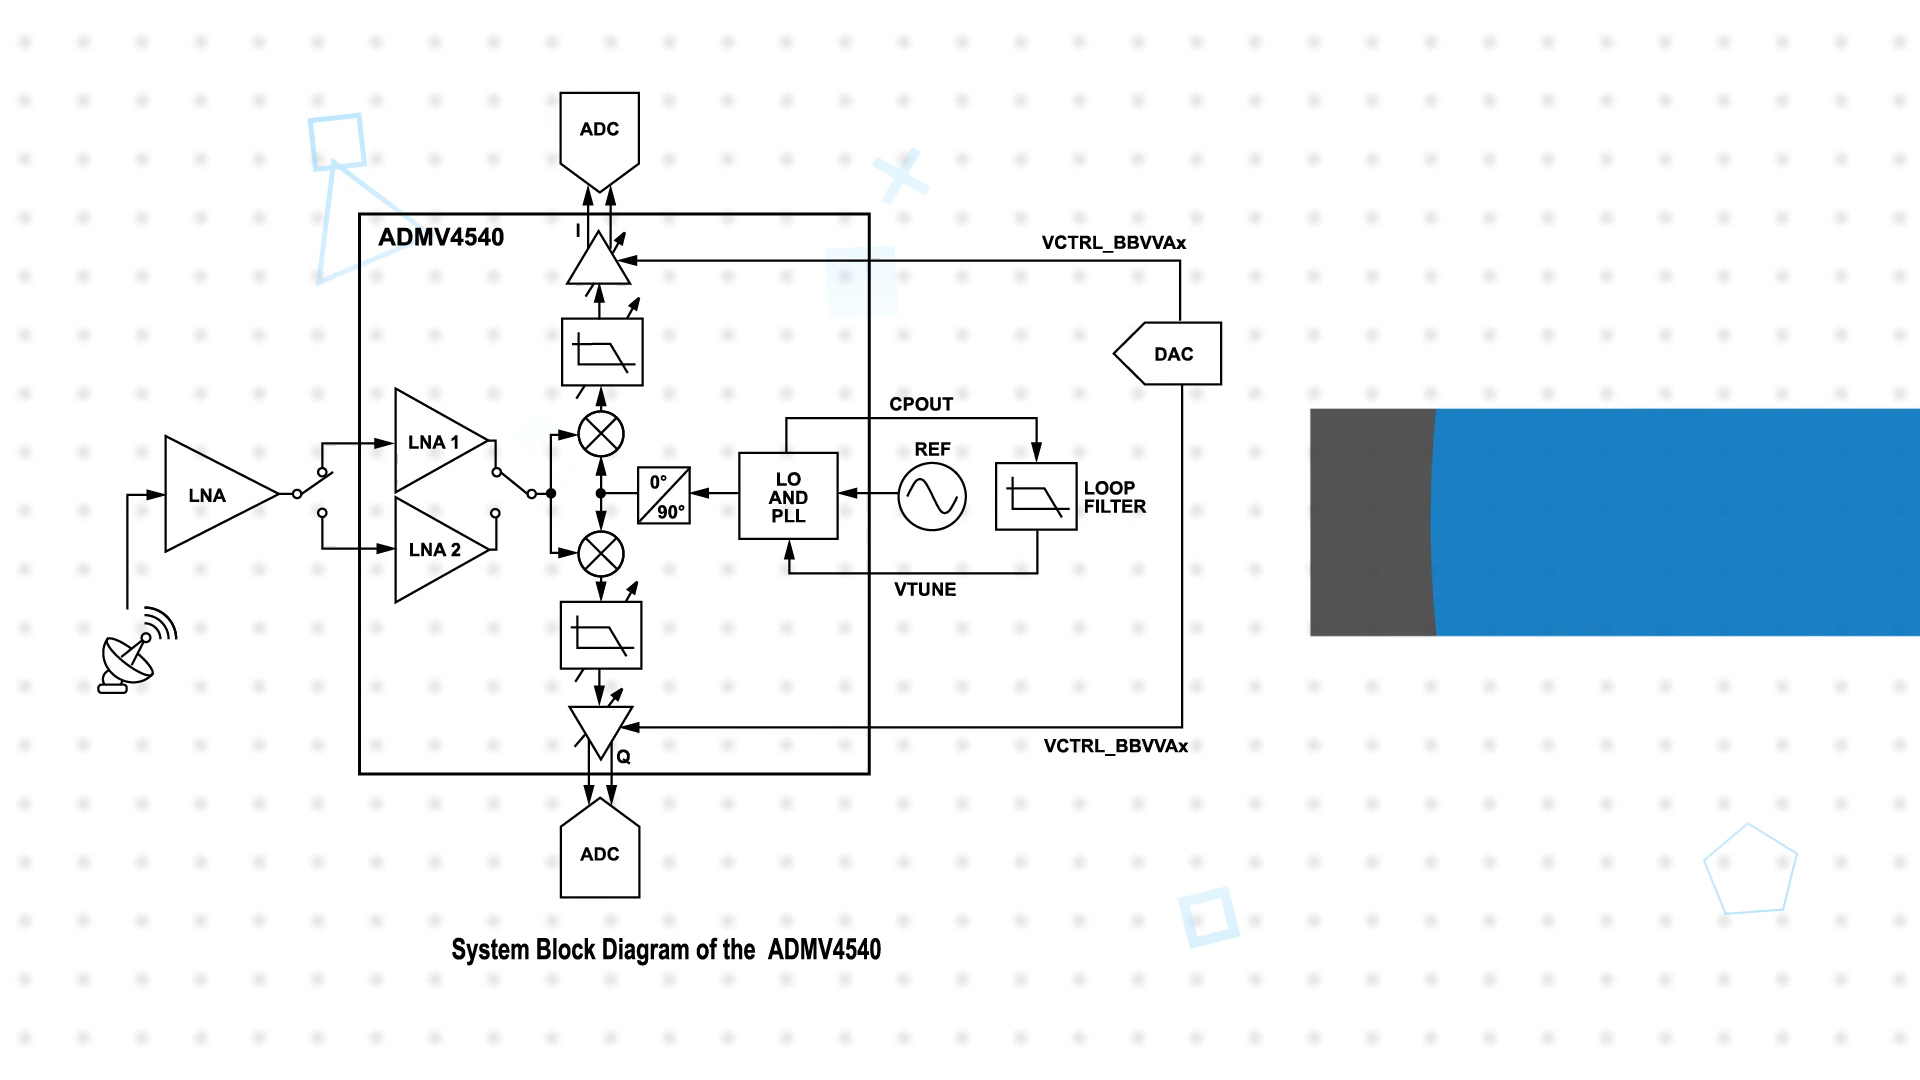 ADC
I
ADMV4540
VCTRL_BBVVAx
DAC
CPOUT
LNA 1
REF
0°
LO
AND
PLL
LOOP
FILTER
LNA
90°
LNA 2
VTUNE
VCTRL_BBVVAx
Q
ADC
System Block Diagram of the ADMV4540